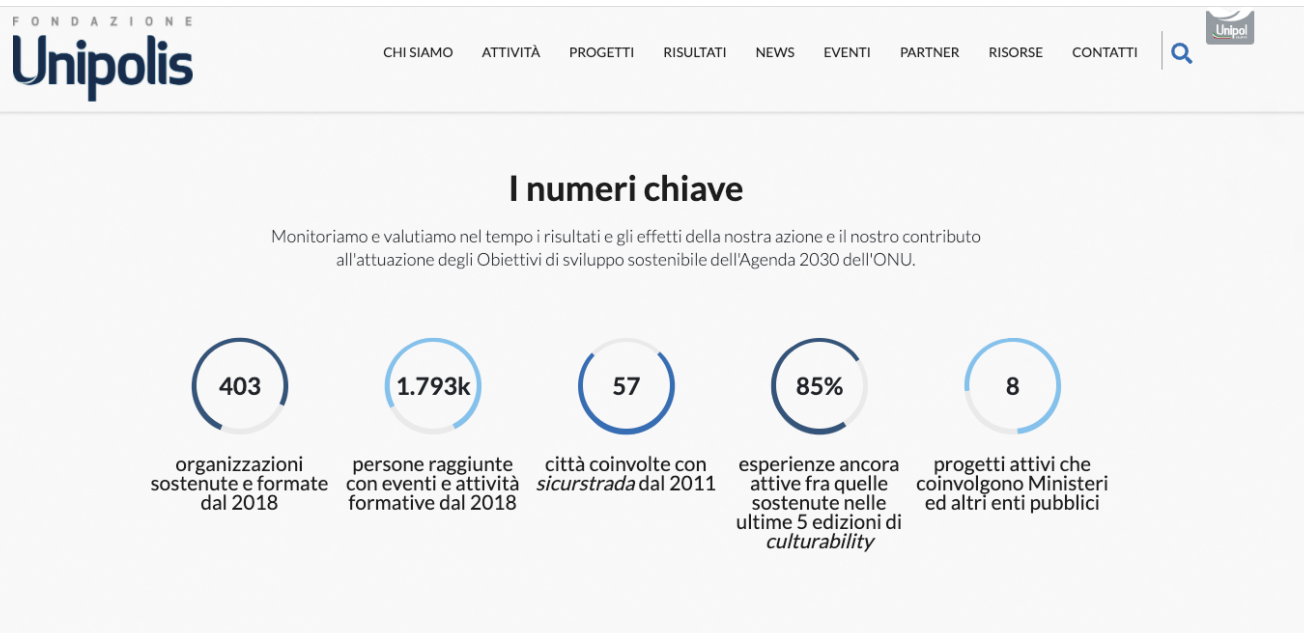 FONDAZIONE
Unipolis
CHI SIAMO ATTIVITÀ PROGETTI RISULTATI NEWS EVENTI PARTNER RISORSE CONTATTI
Unipol
I numeri chiave
Monitoriamo e valutiamo nel tempo i risultati e gli effetti della nostra azione e il nostro contributo
all'attuazione degli Obiettivi di sviluppo sostenibile dell'Agenda 2030 dell'ONU.
403
organizzazioni
sostenute e formate
dal 2018
1.793k
persone raggiunte
con eventi e attività
formative dal 2018
57
città coinvolte con
sicurstrada dal 2011
85%
esperienze ancora
attive fra quelle
sostenute nelle
ultime 5 edizioni di
culturability
8
progetti attivi che
coinvolgono Ministeri
ed altri enti pubblici